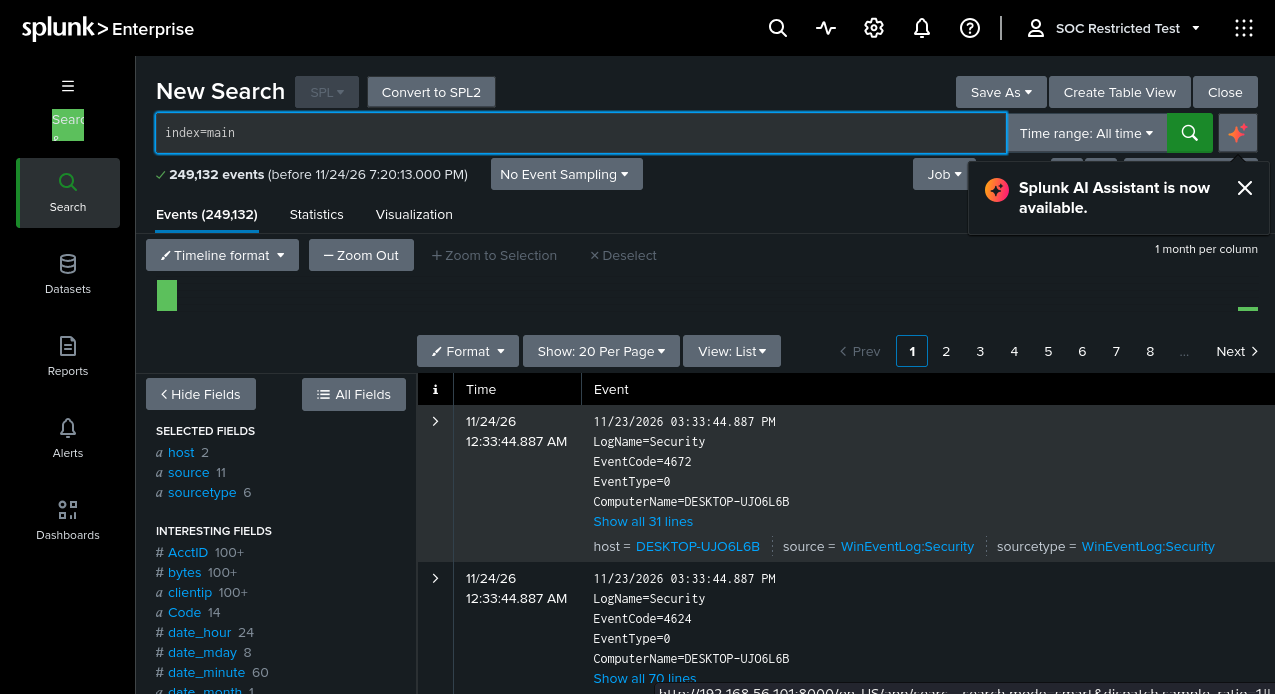 splunk> Enterprise
SOC Restricted Test
Search
Search
Datasets
Reports
Alerts
Dashboards
New Search
SPL
Convert to SPL2
Save As
Create Table View
Close
index=main
Time range: All time
249,132 events (before 11/24/26 7:20:13.000 PM)
No Event Sampling
Job
Splunk AI Assistant is now
available.
Events (249,132)
Statistics
Visualization
Timeline format
Zoom Out
Zoom to Selection
Deselect
1 month per column
Format
Show: 20 Per Page
View: List
Prev
1 2 3 4 5 6 7 8 ... Next
Hide Fields
All Fields
SELECTED FIELDS
a host 2
a source 11
a sourcetype 6
INTERESTING FIELDS
# AcctID 100+
# bytes 100+
a clientip 100+
a Code 14
# date_hour 24
# date_mday 8
# date_minute 60
a date_month 1
i Time Event
11/24/26
12:33:44.887 AM
11/23/2026 03:33:44.887 PM
LogName=Security
EventCode=4672
EventType=0
ComputerName=DESKTOP-UJO6L6B
Show all 31 lines
host = DESKTOP-UJO6L6B source = WinEventLog:Security sourcetype = WinEventLog:Security
11/24/26
12:33:44.887 AM
11/23/2026 03:33:44.887 PM
LogName=Security
EventCode=4624
EventType=0
ComputerName=DESKTOP-UJO6L6B
Show all 70 lines